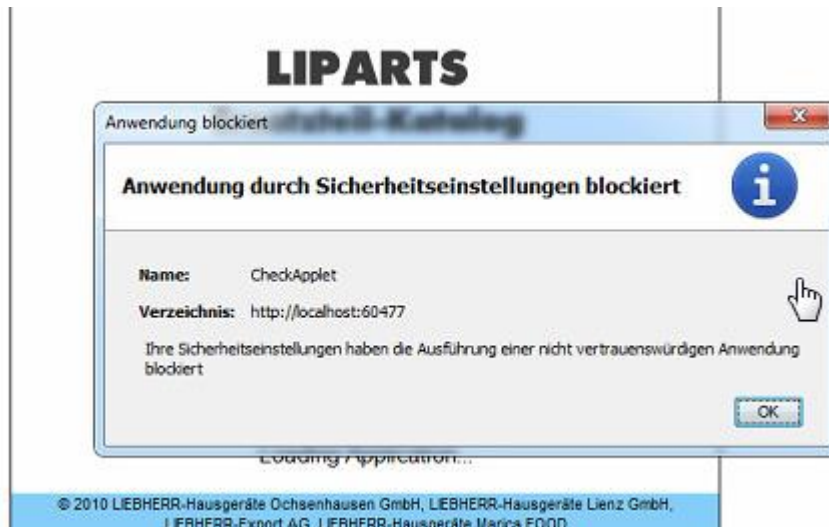 LIPARTS
Anwendung blockiert
Anwendung durch Sicherheitseinstellungen blockiert
i
Name: CheckApplet
Verzeichnis: http://localhost:60477
Ihre Sicherheitseinstellungen haben die Ausführung einer nicht vertrauenswürdigen Anwendung
blockiert
OK
Loading Application...
© 2010 LIEBHERR-Hausgeräte Ochsenhausen GmbH, LIEBHERR-Hausgeräte Lienz GmbH,
LIEBHERR-Export AG, LIEBHERR-Hausgeräte Marica EOOD